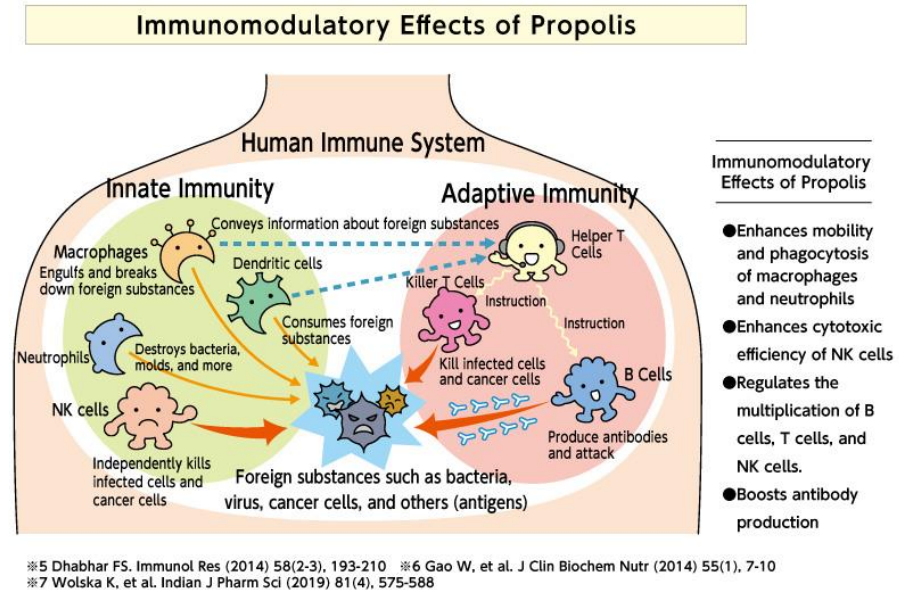 Immunomodulatory Effects of Propolis
Human Immune System
Innate Immunity
Adaptive Immunity
Conveys information about foreign substances
Macrophages
Engulfs and breaks
down foreign substances
Dendritic cells
Helper T
Cells
Killer T Cells
Instruction
Consumes foreign
substances
Instruction
Neutrophils
Destroys bacteria,
molds, and more
Kill infected cells
and cancer cells
B Cells
NK cells
Independently kills
infected cells and
cancer cells
Produce antibodies
and attack
Foreign substances such as bacteria,
virus, cancer cells, and others (antigens)
Immunomodulatory
Effects of Propolis
●Enhances mobility
and phagocytosis
of macrophages
and neutrophils
●Enhances cytotoxic
efficiency of NK cells
●Regulates the
multiplication of B
cells, T cells, and
NK cells.
●Boosts antibody
production
※5 Dhabhar FS. Immunol Res (2014) 58(2-3), 193-210 ※6 Gao W, et al. J Clin Biochem Nutr (2014) 55(1), 7-10
※7 Wolska K, et al. Indian J Pharm Sci (2019) 81(4), 575-588